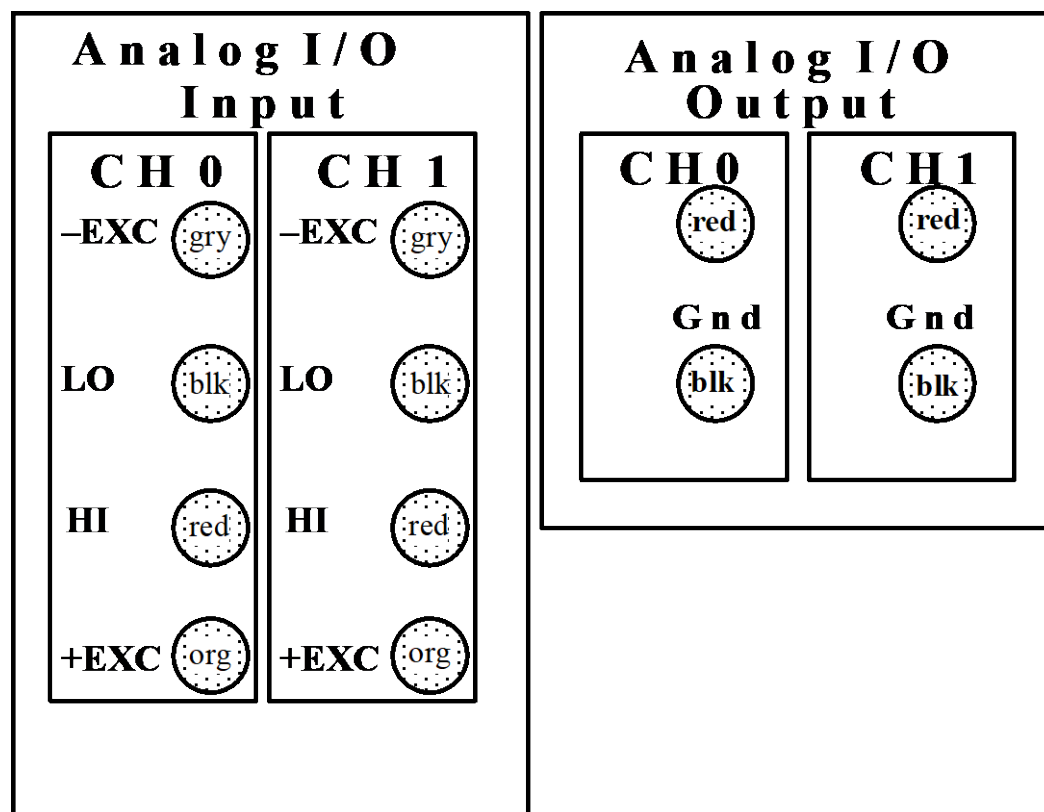 Analog I/O
Input
CH 0
–EXC gry
LO blk
HI red
+EXC org
CH 1
–EXC gry
LO blk
HI red
+EXC org
Analog I/O
Output
CH0
red
Gnd
blk
CH1
red
Gnd
blk